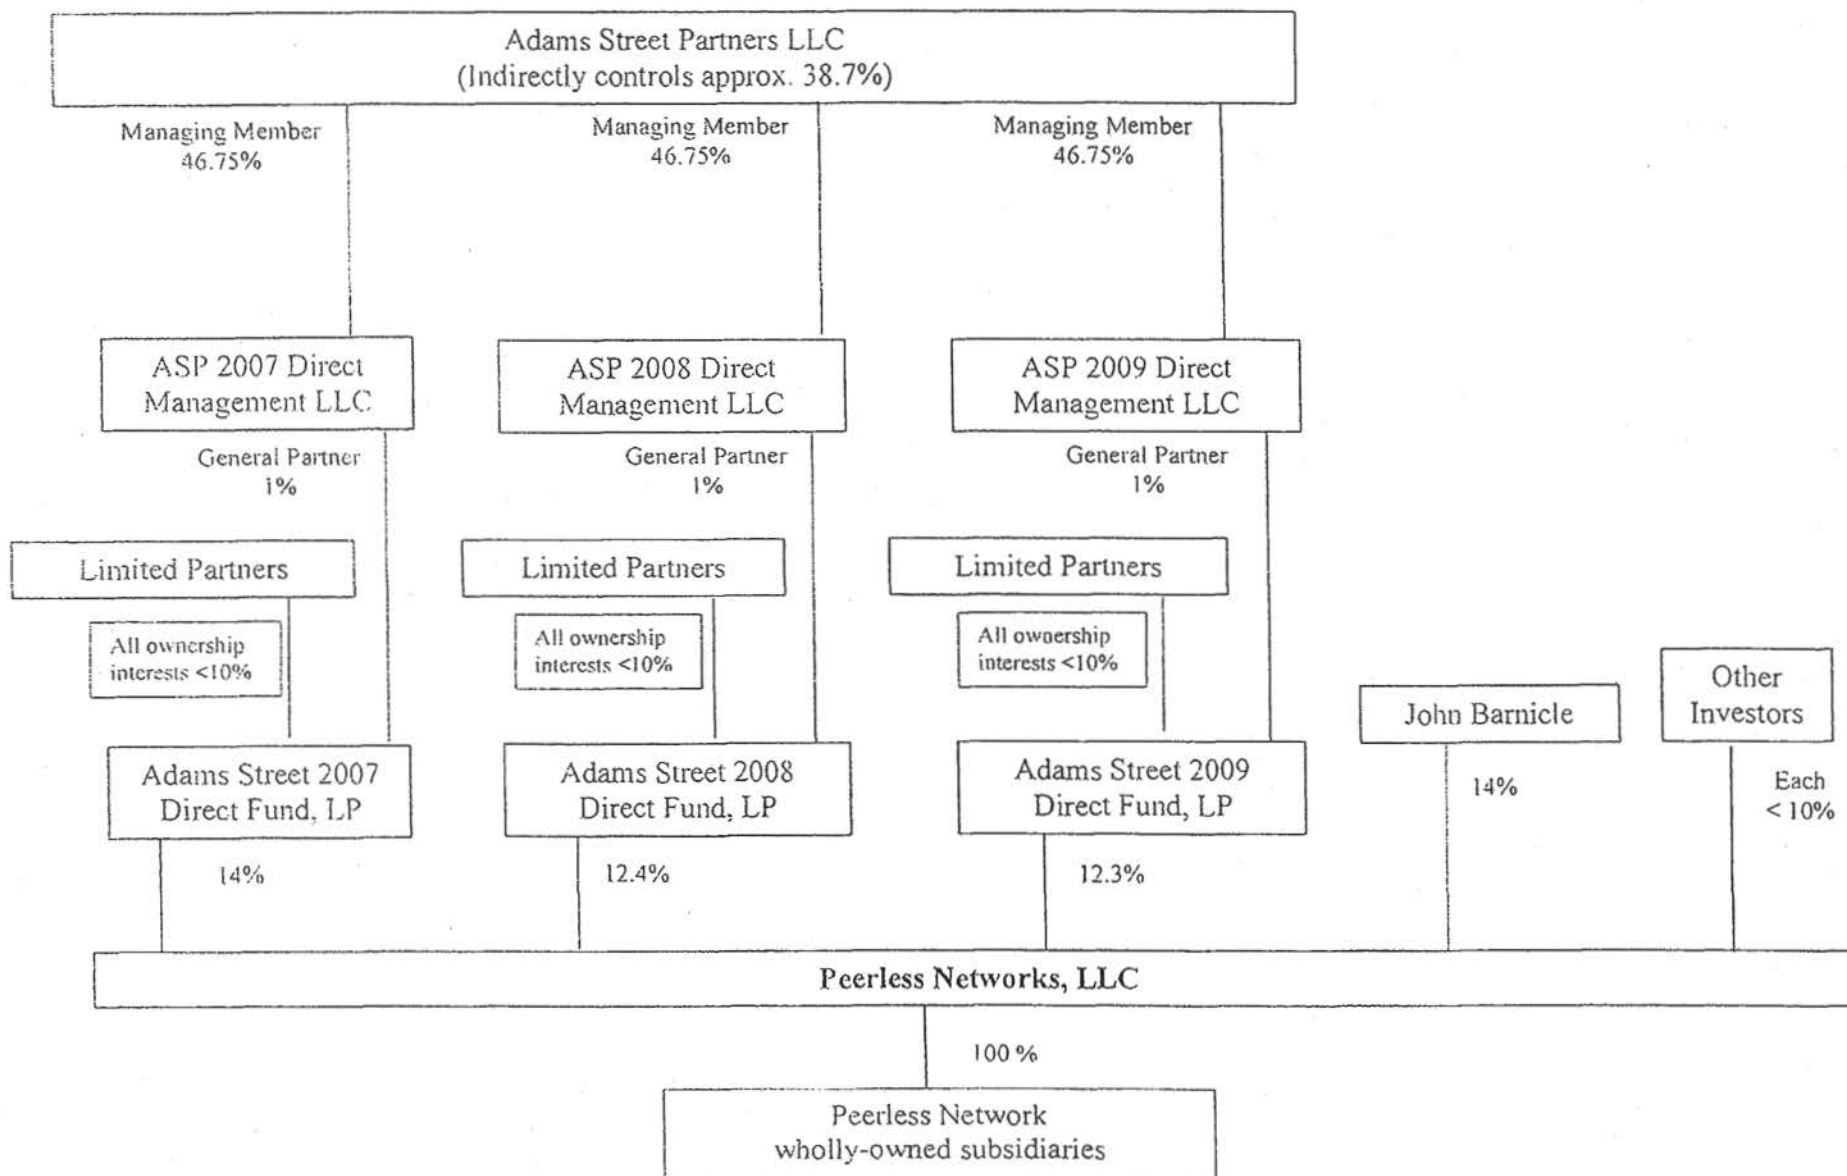 Adams Street Partners LLC
(Indirectly controls approx. 38.7%)
Managing Member
46.75%
Managing Member
46.75%
Managing Member
46.75%
ASP 2007 Direct
Management LLC
ASP 2008 Direct
Management LLC
ASP 2009 Direct
Management LLC
General Partner
1%
General Partner
1%
General Partner
1%
Limited Partners
Limited Partners
Limited Partners
All ownership
interests <10%
All ownership
interests <10%
All ownership
interests <10%
John Barnicle
Other
Investors
Adams Street 2007
Direct Fund, LP
Adams Street 2008
Direct Fund, LP
Adams Street 2009
Direct Fund, LP
14%
Each
< 10%
14%
12.4%
12.3%
Peerless Networks, LLC
100 %
Peerless Network
wholly-owned subsidiaries